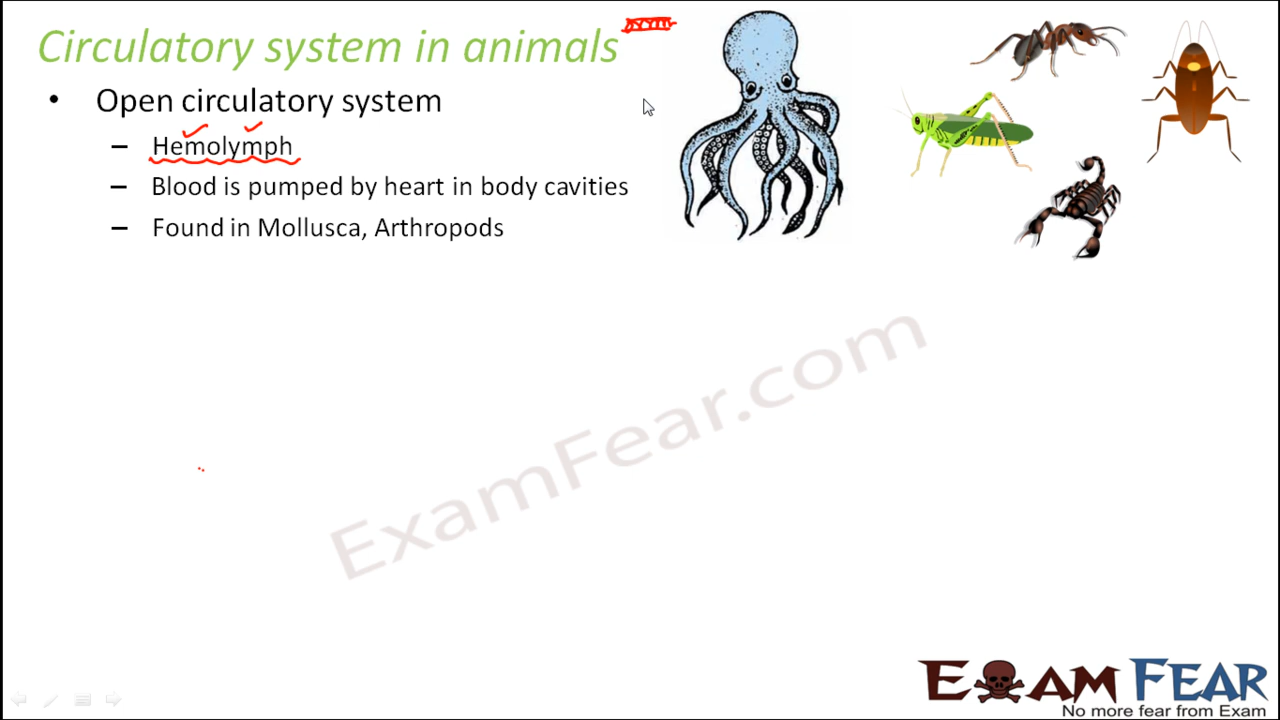 Circulatory system in animals
• Open circulatory system
– Hemolymph
– Blood is pumped by heart in body cavities
– Found in Mollusca, Arthropods
ExamFear.com
EXAM FEAR
No more fear from Exam